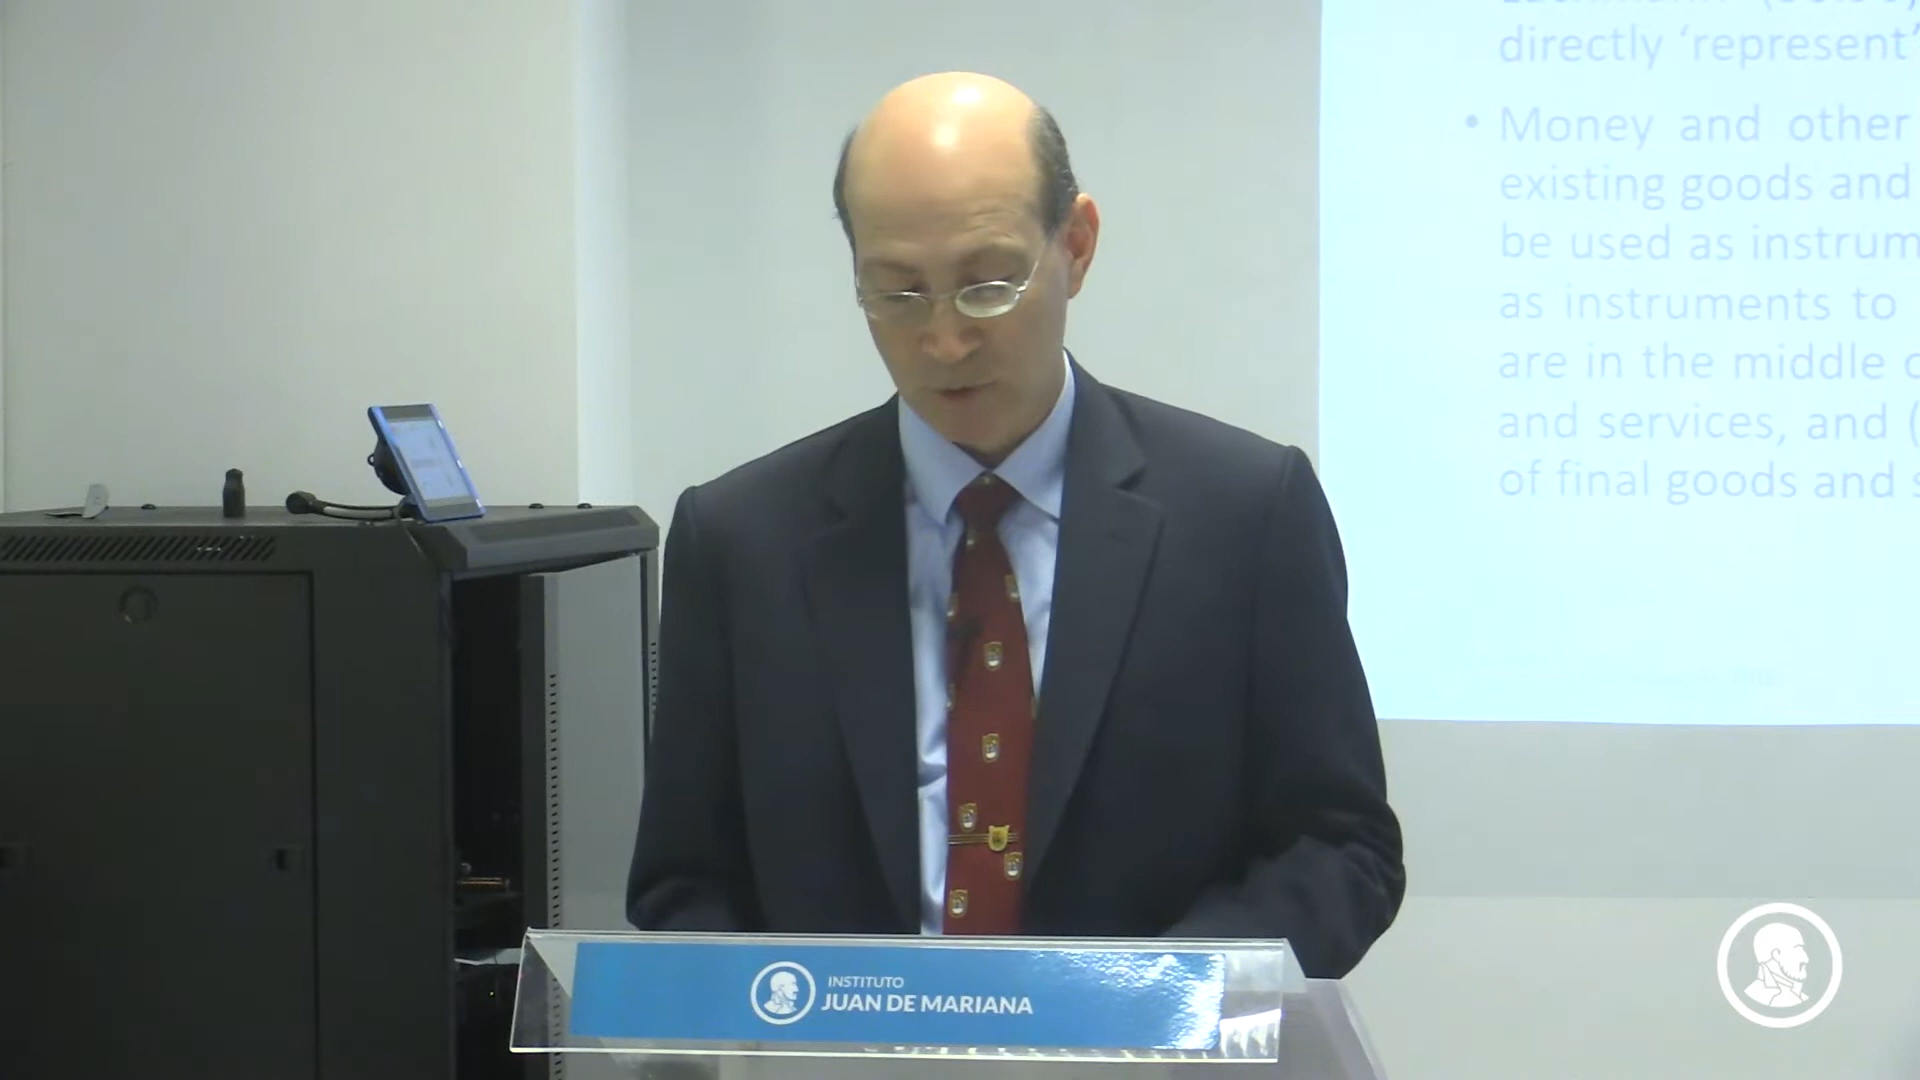 directly ‘represent’
• Money and other
existing goods and
be used as instrum
as instruments to
are in the middle
and services, and (
of final goods and
INSTITUTO
JUAN DE MARIANA